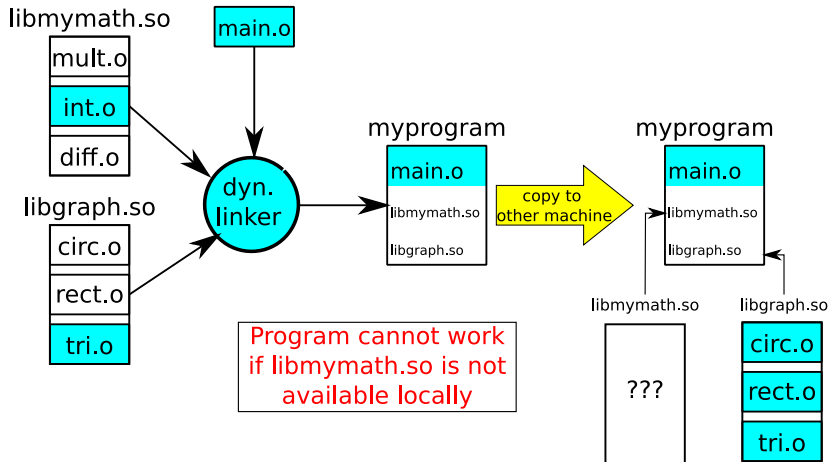 libmymath.so
mult.o
int.o
diff.o
libgraph.so
circ.o
rect.o
tri.o
main.o
dyn.
linker
myprogram
main.o
libmymath.so
libgraph.so
copy to
other machine
myprogram
main.o
libmymath.so
libgraph.so
libmymath.so
???
libgraph.so
circ.o
rect.o
tri.o
Program cannot work
if libmymath.so is not
available locally